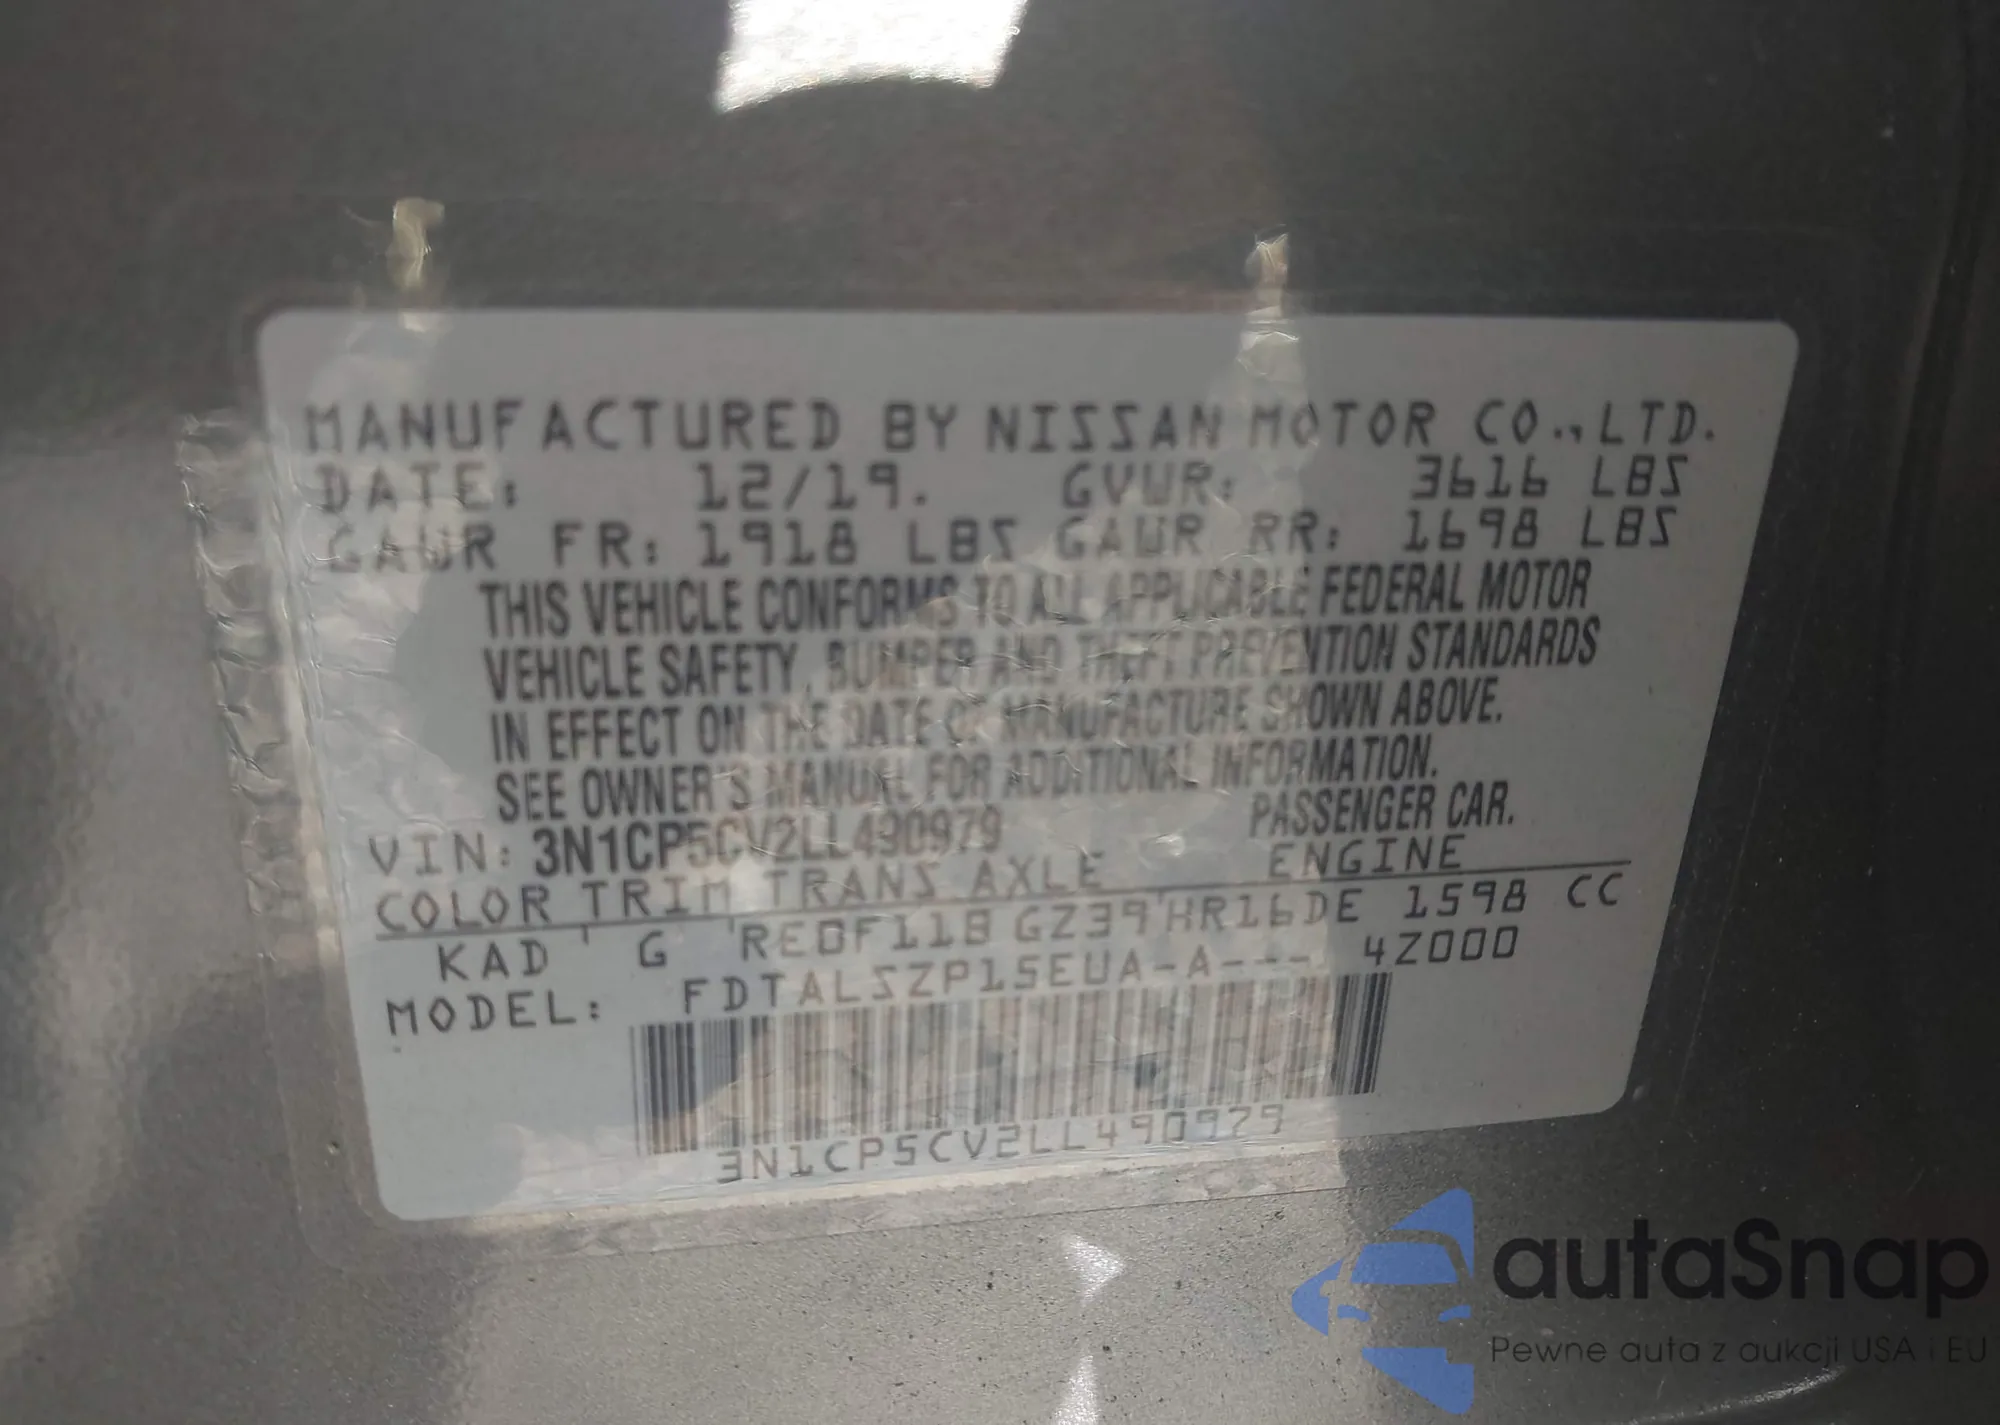 MANUFACTURED BY NISSAN MOTOR CO.,LTD.
DATE: 12/19. GVWR: 3616 LBS
GAWR FR: 1918 LBS GAWR RR: 1698 LBS
THIS VEHICLE CONFORMS TO ALL APPLICABLE FEDERAL MOTOR
VEHICLE SAFETY, BUMPER AND THEFT PREVENTION STANDARDS
IN EFFECT ON THE DATE OF MANUFACTURE SHOWN ABOVE.
SEE OWNER'S MANUAL FOR ADDITIONAL INFORMATION.
VIN: 3N1CP5CV2LL490979 PASSENGER CAR.
COLOR TRIM TRANS AXLE ENGINE
KAD G RE0F11B GZ39 HR16DE 1598 CC
MODEL: FDTALSZP15EUA-A--- 4Z000
3N1CP5CV2LL490979
autaSnap
Pewne auta z aukcji USA i EU